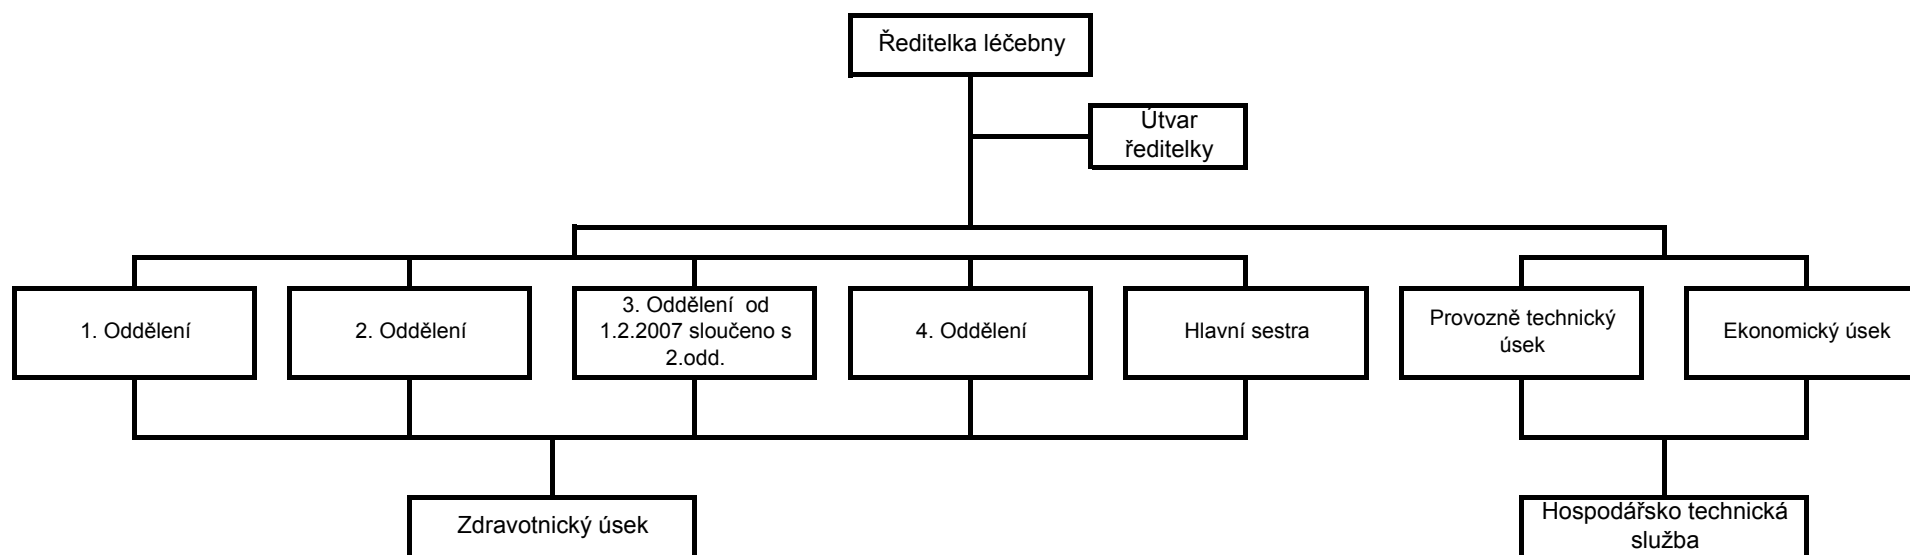 Ředitelka léčebny
Útvar
ředitelky
1. Oddělení
2. Oddělení
3. Oddělení  od
1.2.2007 sloučeno s
2.odd.
4. Oddělení
Hlavní sestra
Provozně technický
úsek
Ekonomický úsek
Zdravotnický úsek
Hospodářsko technická
služba